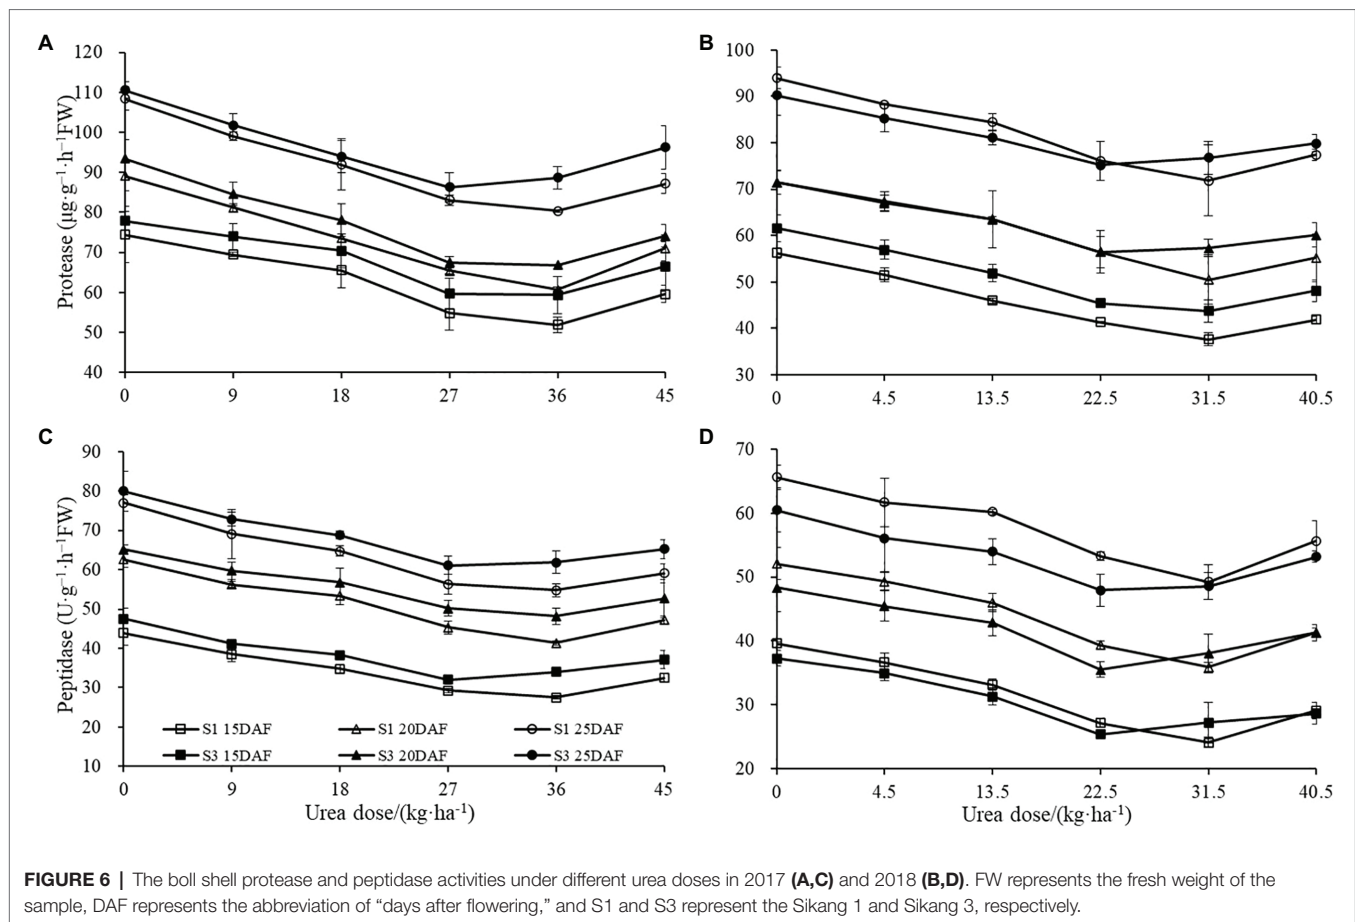 A
120
110
100
90
80
70
60
50
40
Protease (μg·g⁻¹·h⁻¹FW)
0 9 18 27 36 45
B
100
90
80
70
60
50
40
30
0 4.5 13.5 22.5 31.5 40.5
C
90
80
70
60
50
40
30
20
10
Peptidase (U·g⁻¹·h⁻¹FW)
S1 15DAF S1 20DAF S1 25DAF
S3 15DAF S3 20DAF S3 25DAF
0 9 18 27 36 45
Urea dose/(kg·ha⁻¹)
D
70
60
50
40
30
20
0 4.5 13.5 22.5 31.5 40.5
Urea dose/(kg·ha⁻¹)
FIGURE 6 | The boll shell protease and peptidase activities under different urea doses in 2017 (A,C) and 2018 (B,D). FW represents the fresh weight of the
sample, DAF represents the abbreviation of “days after flowering,” and S1 and S3 represent the Sikang 1 and Sikang 3, respectively.